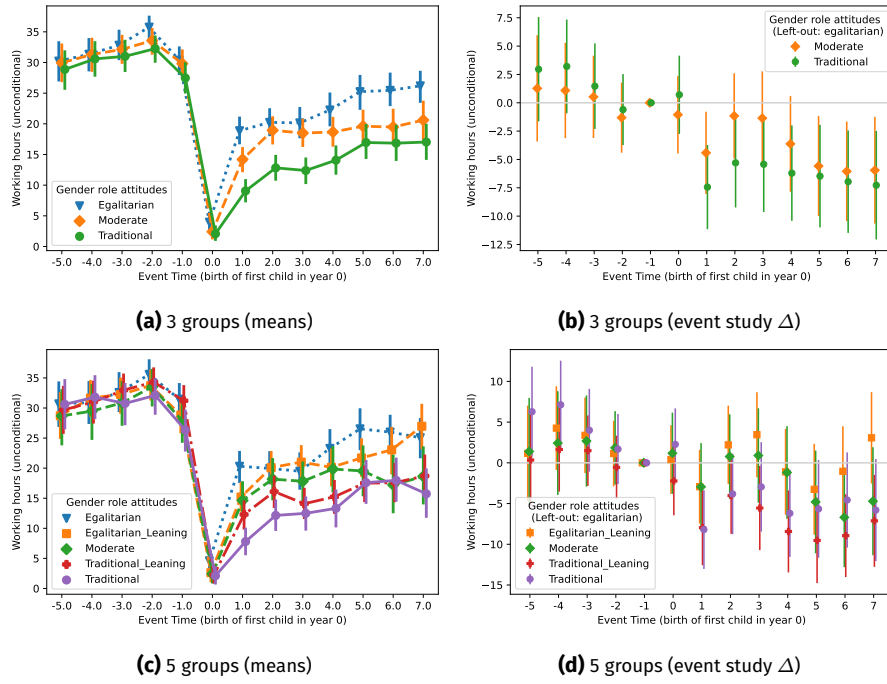 Working hours (unconditional)
35
30
25
20
15
10
5
0
Gender role attitudes
Egalitarian
Moderate
Traditional
-5.0 -4.0 -3.0 -2.0 -1.0 0.0 1.0 2.0 3.0 4.0 5.0 6.0 7.0
Event Time (birth of first child in year 0)
(a) 3 groups (means)
Working hours (unconditional)
7.5
5.0
2.5
0.0
−2.5
−5.0
−7.5
−10.0
−12.5
Gender role attitudes
(Left-out: egalitarian)
Moderate
Traditional
-5 -4 -3 -2 -1 0 1 2 3 4 5 6 7
Event Time (birth of first child in year 0)
(b) 3 groups (event study Δ)
Working hours (unconditional)
35
30
25
20
15
10
5
0
Gender role attitudes
Egalitarian
Egalitarian_Leaning
Moderate
Traditional_Leaning
Traditional
-5.0 -4.0 -3.0 -2.0 -1.0 0.0 1.0 2.0 3.0 4.0 5.0 6.0 7.0
Event Time (birth of first child in year 0)
(c) 5 groups (means)
Working hours (unconditional)
10
5
0
−5
−10
−15
Gender role attitudes
(Left-out: egalitarian)
Egalitarian_Leaning
Moderate
Traditional_Leaning
Traditional
-5 -4 -3 -2 -1 0 1 2 3 4 5 6 7
Event Time (birth of first child in year 0)
(d) 5 groups (event study Δ)